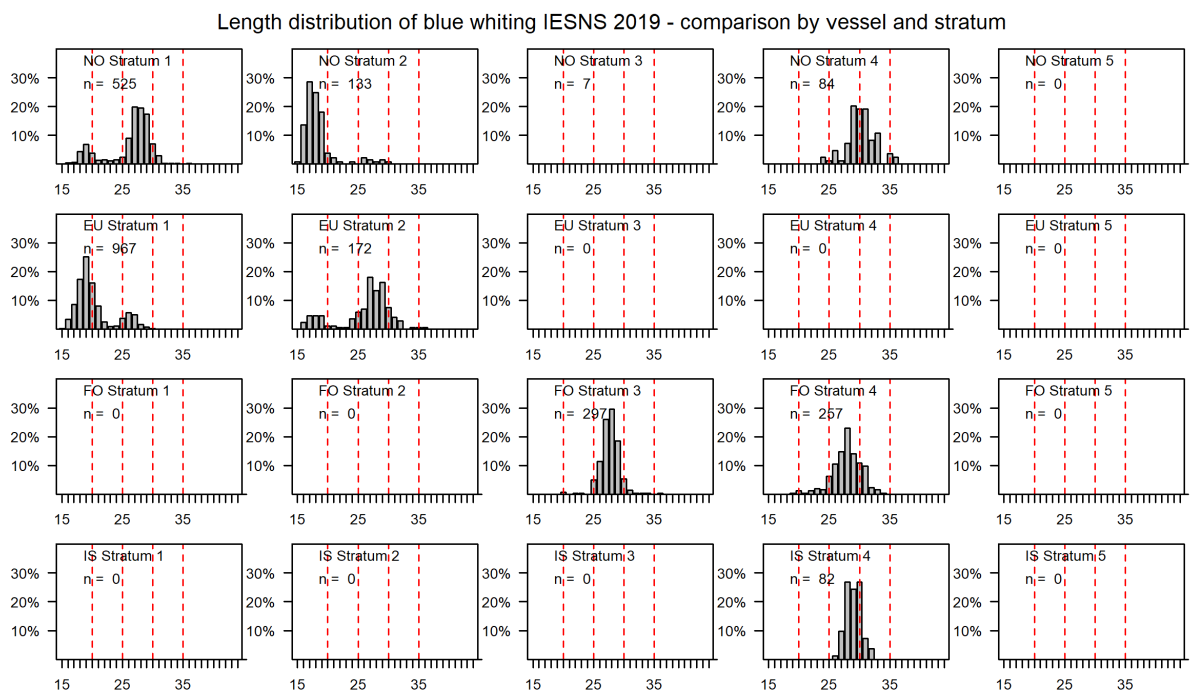 Length distribution of blue whiting IESNS 2019 - comparison by vessel and stratum
NO Stratum 1
n = 525
NO Stratum 2
n = 133
NO Stratum 3
n = 7
NO Stratum 4
n = 84
NO Stratum 5
n = 0
30%
20%
10%
30%
20%
10%
30%
20%
10%
30%
20%
10%
30%
20%
10%
15 25 35
15 25 35
15 25 35
15 25 35
15 25 35
EU Stratum 1
n = 967
EU Stratum 2
n = 172
EU Stratum 3
n = 0
EU Stratum 4
n = 0
EU Stratum 5
n = 0
30%
20%
10%
30%
20%
10%
30%
20%
10%
30%
20%
10%
30%
20%
10%
15 25 35
15 25 35
15 25 35
15 25 35
15 25 35
FO Stratum 1
n = 0
FO Stratum 2
n = 0
FO Stratum 3
n = 297
FO Stratum 4
n = 257
FO Stratum 5
n = 0
30%
20%
10%
30%
20%
10%
30%
20%
10%
30%
20%
10%
30%
20%
10%
15 25 35
15 25 35
15 25 35
15 25 35
15 25 35
IS Stratum 1
n = 0
IS Stratum 2
n = 0
IS Stratum 3
n = 0
IS Stratum 4
n = 82
IS Stratum 5
n = 0
30%
20%
10%
30%
20%
10%
30%
20%
10%
30%
20%
10%
30%
20%
10%
15 25 35
15 25 35
15 25 35
15 25 35
15 25 35